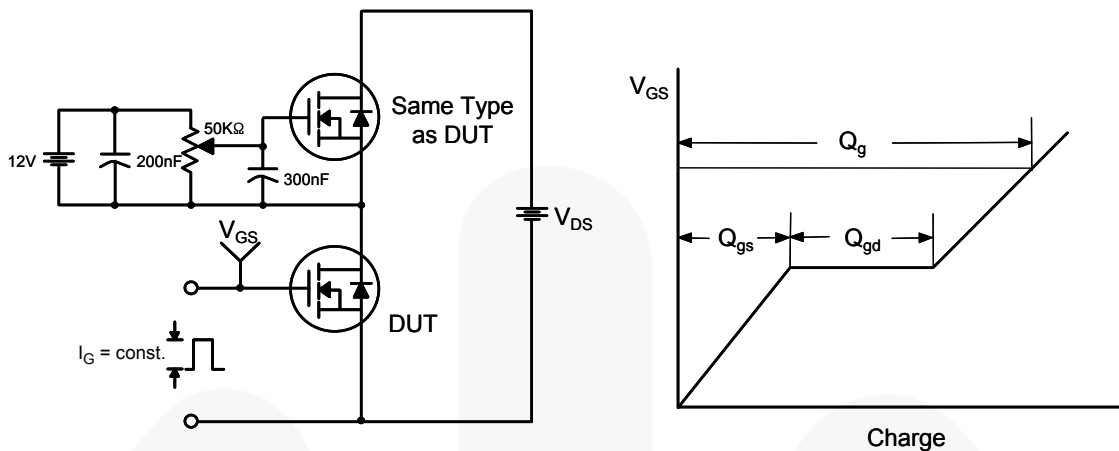 12V
200nF
50KΩ
300nF
Same Type
as DUT
V_DS
V_GS
DUT
I_G = const.
V_GS
Q_g
Q_gs
Q_gd
Charge